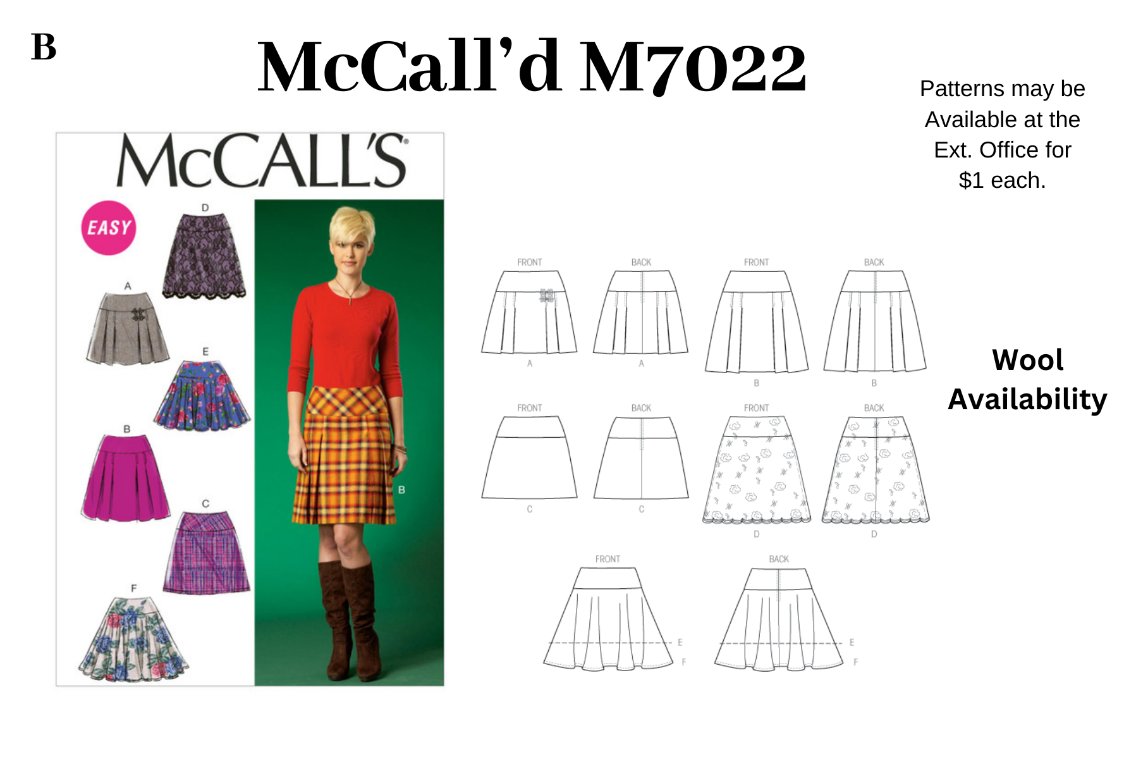 B
McCall’d M7022
Patterns may be
Available at the
Ext. Office for
$1 each.
McCALL’S®
EASY
D
A
E
B
C
F
B
FRONT
BACK
FRONT
BACK
A
A
B
B
FRONT
BACK
FRONT
BACK
C
C
D
D
FRONT
BACK
E
F
E
F
Wool
Availability